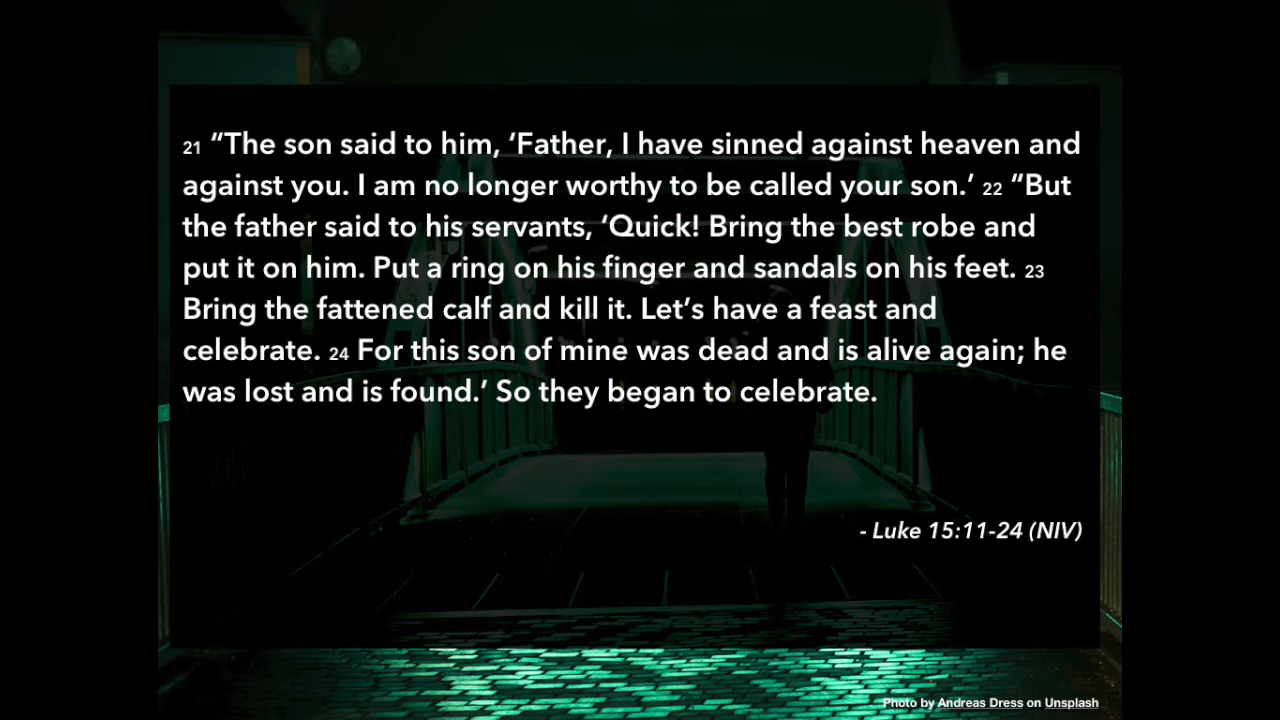 21 “The son said to him, ‘Father, I have sinned against heaven and
against you. I am no longer worthy to be called your son.’ 22 “But
the father said to his servants, ‘Quick! Bring the best robe and
put it on him. Put a ring on his finger and sandals on his feet. 23
Bring the fattened calf and kill it. Let’s have a feast and
celebrate. 24 For this son of mine was dead and is alive again; he
was lost and is found.’ So they began to celebrate.
- Luke 15:11-24 (NIV)
Photo by Andreas Dress on Unsplash